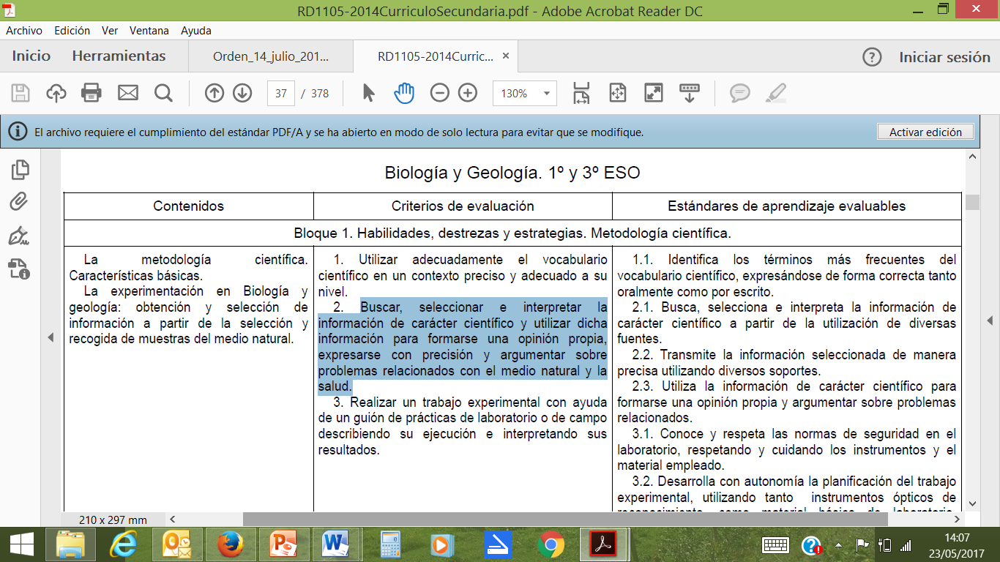 RD1105-2014CurriculoSecundaria.pdf - Adobe Acrobat Reader DC
Archivo Edición Ver Ventana Ayuda
Inicio Herramientas Orden_14_julio_201... RD1105-2014Curric... × Iniciar sesión
37 / 378 130%
El archivo requiere el cumplimiento del estándar PDF/A y se ha abierto en modo de solo lectura para evitar que se modifique. Activar edición
Biología y Geología. 1º y 3º ESO
Contenidos
Criterios de evaluación
Estándares de aprendizaje evaluables
Bloque 1. Habilidades, destrezas y estrategias. Metodología científica.
La metodología científica.
Características básicas.
La experimentación en Biología y
geología: obtención y selección de
información a partir de la selección y
recogida de muestras del medio natural.
1. Utilizar adecuadamente el vocabulario
científico en un contexto preciso y adecuado a su
nivel.
2. Buscar, seleccionar e interpretar la
información de carácter científico y utilizar dicha
información para formarse una opinión propia,
expresarse con precisión y argumentar sobre
problemas relacionados con el medio natural y la
salud.
3. Realizar un trabajo experimental con ayuda
de un guión de prácticas de laboratorio o de campo
describiendo su ejecución e interpretando sus
resultados.
1.1. Identifica los términos más frecuentes del
vocabulario científico, expresándose de forma correcta tanto
oralmente como por escrito.
2.1. Busca, selecciona e interpreta la información de
carácter científico a partir de la utilización de diversas
fuentes.
2.2. Transmite la información seleccionada de manera
precisa utilizando diversos soportes.
2.3. Utiliza la información de carácter científico para
formarse una opinión propia y argumentar sobre problemas
relacionados.
3.1. Conoce y respeta las normas de seguridad en el
laboratorio, respetando y cuidando los instrumentos y el
material empleado.
3.2. Desarrolla con autonomía la planificación del trabajo
experimental, utilizando tanto instrumentos ópticos de
210 x 297 mm
14:07
23/05/2017